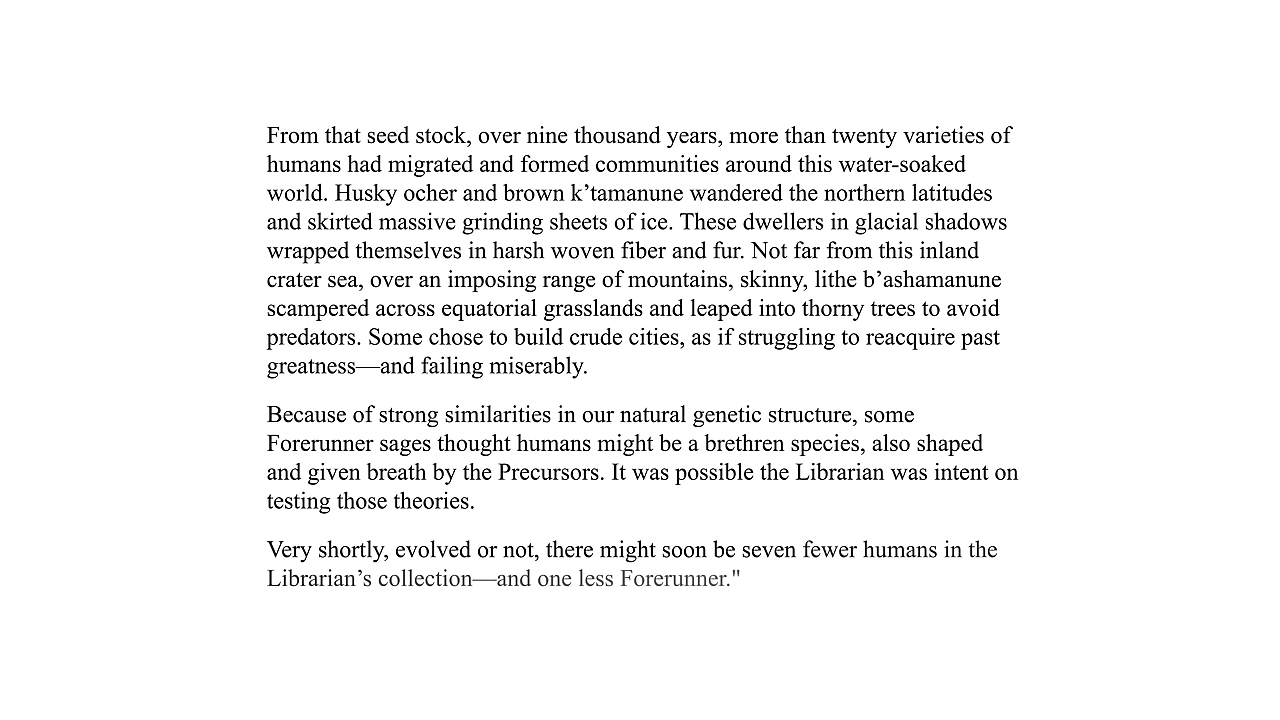 From that seed stock, over nine thousand years, more than twenty varieties of
humans had migrated and formed communities around this water-soaked
world. Husky ocher and brown k’tamanune wandered the northern latitudes
and skirted massive grinding sheets of ice. These dwellers in glacial shadows
wrapped themselves in harsh woven fiber and fur. Not far from this inland
crater sea, over an imposing range of mountains, skinny, lithe b’ashamanune
scampered across equatorial grasslands and leaped into thorny trees to avoid
predators. Some chose to build crude cities, as if struggling to reacquire past
greatness—and failing miserably.
Because of strong similarities in our natural genetic structure, some
Forerunner sages thought humans might be a brethren species, also shaped
and given breath by the Precursors. It was possible the Librarian was intent on
testing those theories.
Very shortly, evolved or not, there might soon be seven fewer humans in the
Librarian’s collection—and one less Forerunner."